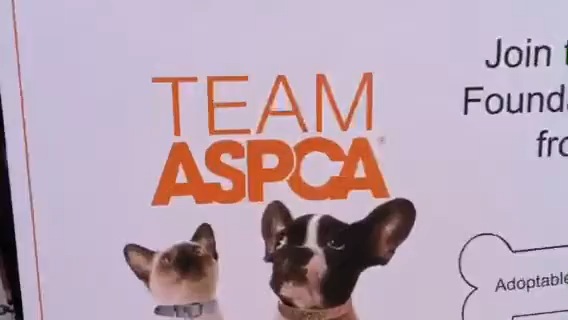 TEAM
ASPCA®
Join
Founda
fro
Adoptable